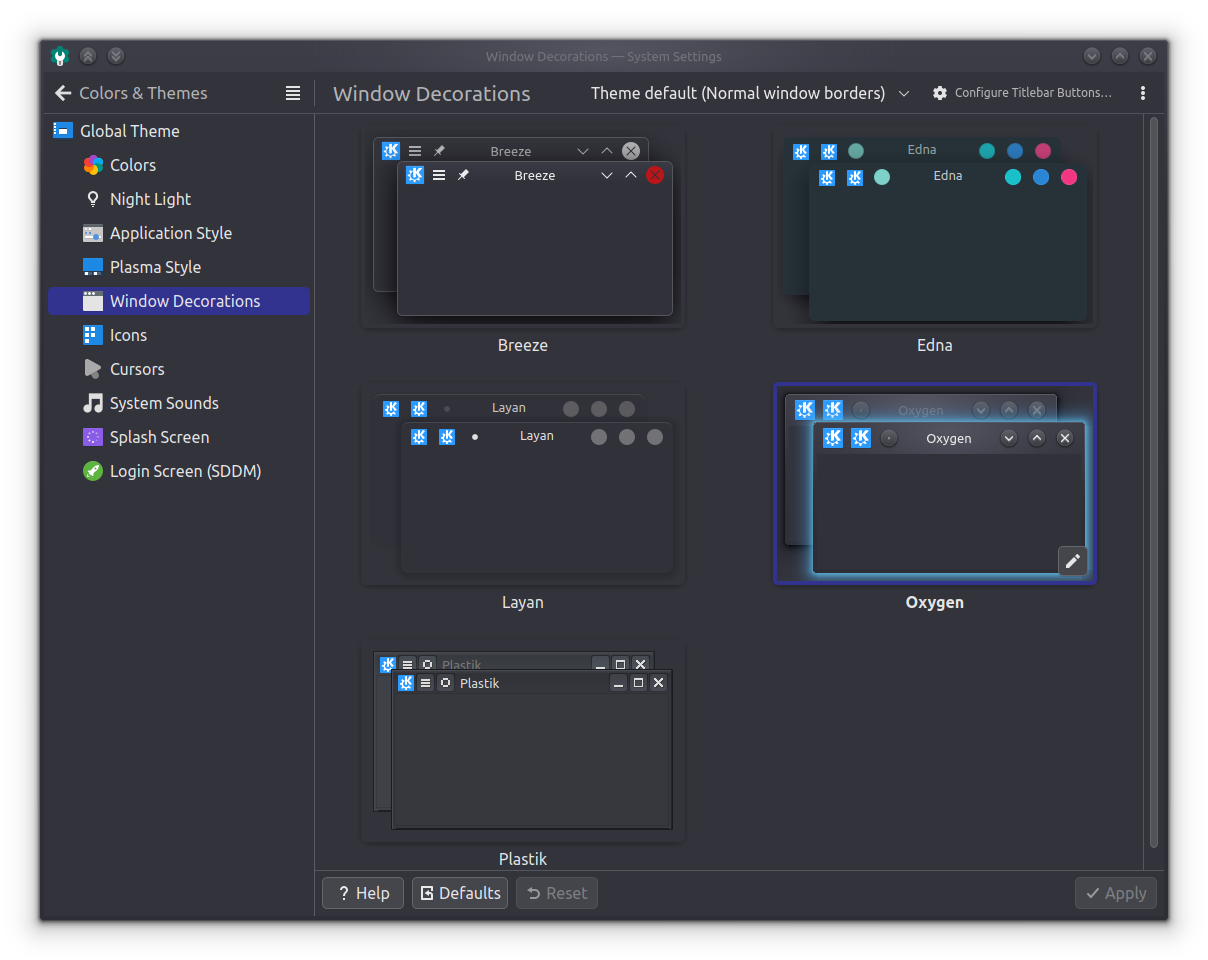 Window Decorations — System Settings
Colors & Themes
Window Decorations
Theme default (Normal window borders)
Configure Titlebar Buttons...
Global Theme
Colors
Night Light
Application Style
Plasma Style
Window Decorations
Icons
Cursors
System Sounds
Splash Screen
Login Screen (SDDM)
Breeze
Breeze
Breeze
Edna
Edna
Edna
Layan
Layan
Layan
Oxygen
Oxygen
Oxygen
Plastik
Plastik
Plastik
? Help
Defaults
Reset
Apply